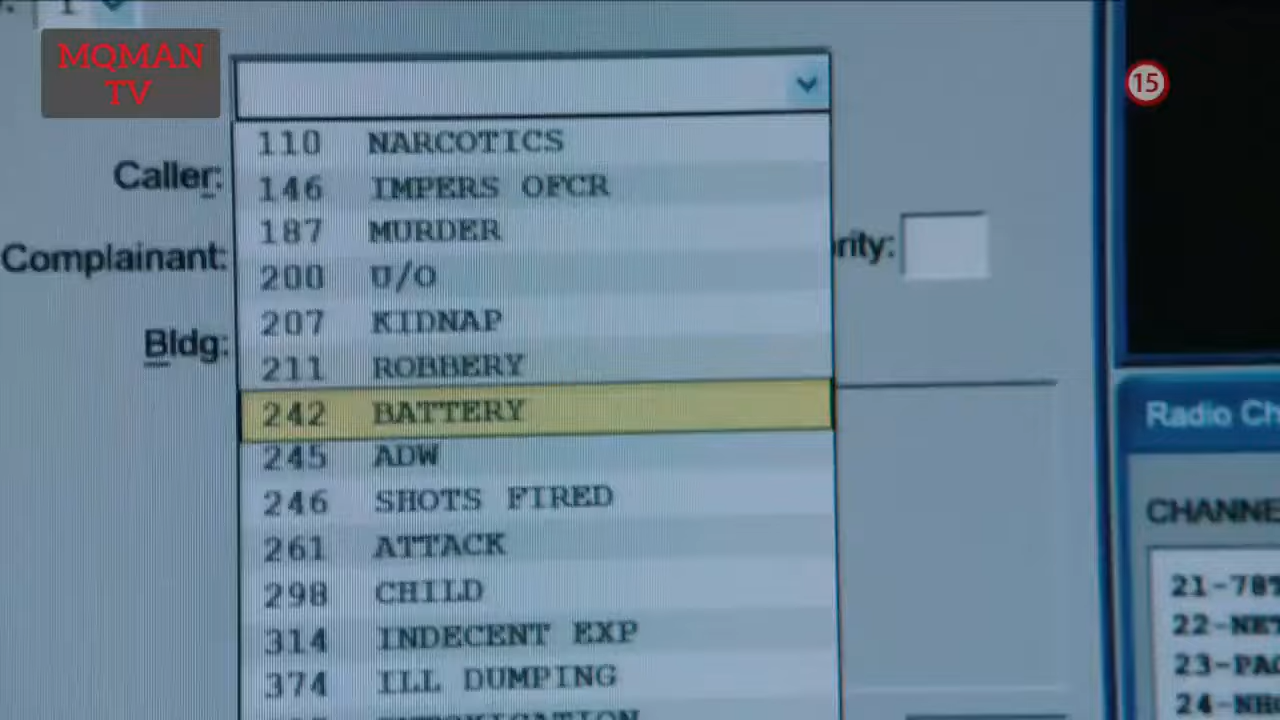 MQMAN
TV
15
110 NARCOTICS
Caller:
146 IMPERS OFCR
187 MURDER
Complainant:
rity:
200 U/O
207 KIDNAP
Bldg:
211 ROBBERY
242 BATTERY
Radio Ch
245 ADW
246 SHOTS FIRED
CHANNE
261 ATTACK
21-78
298 CHILD
22-NE
314 INDECENT EXP
23-PA
374 ILL DUMPING
24-NH